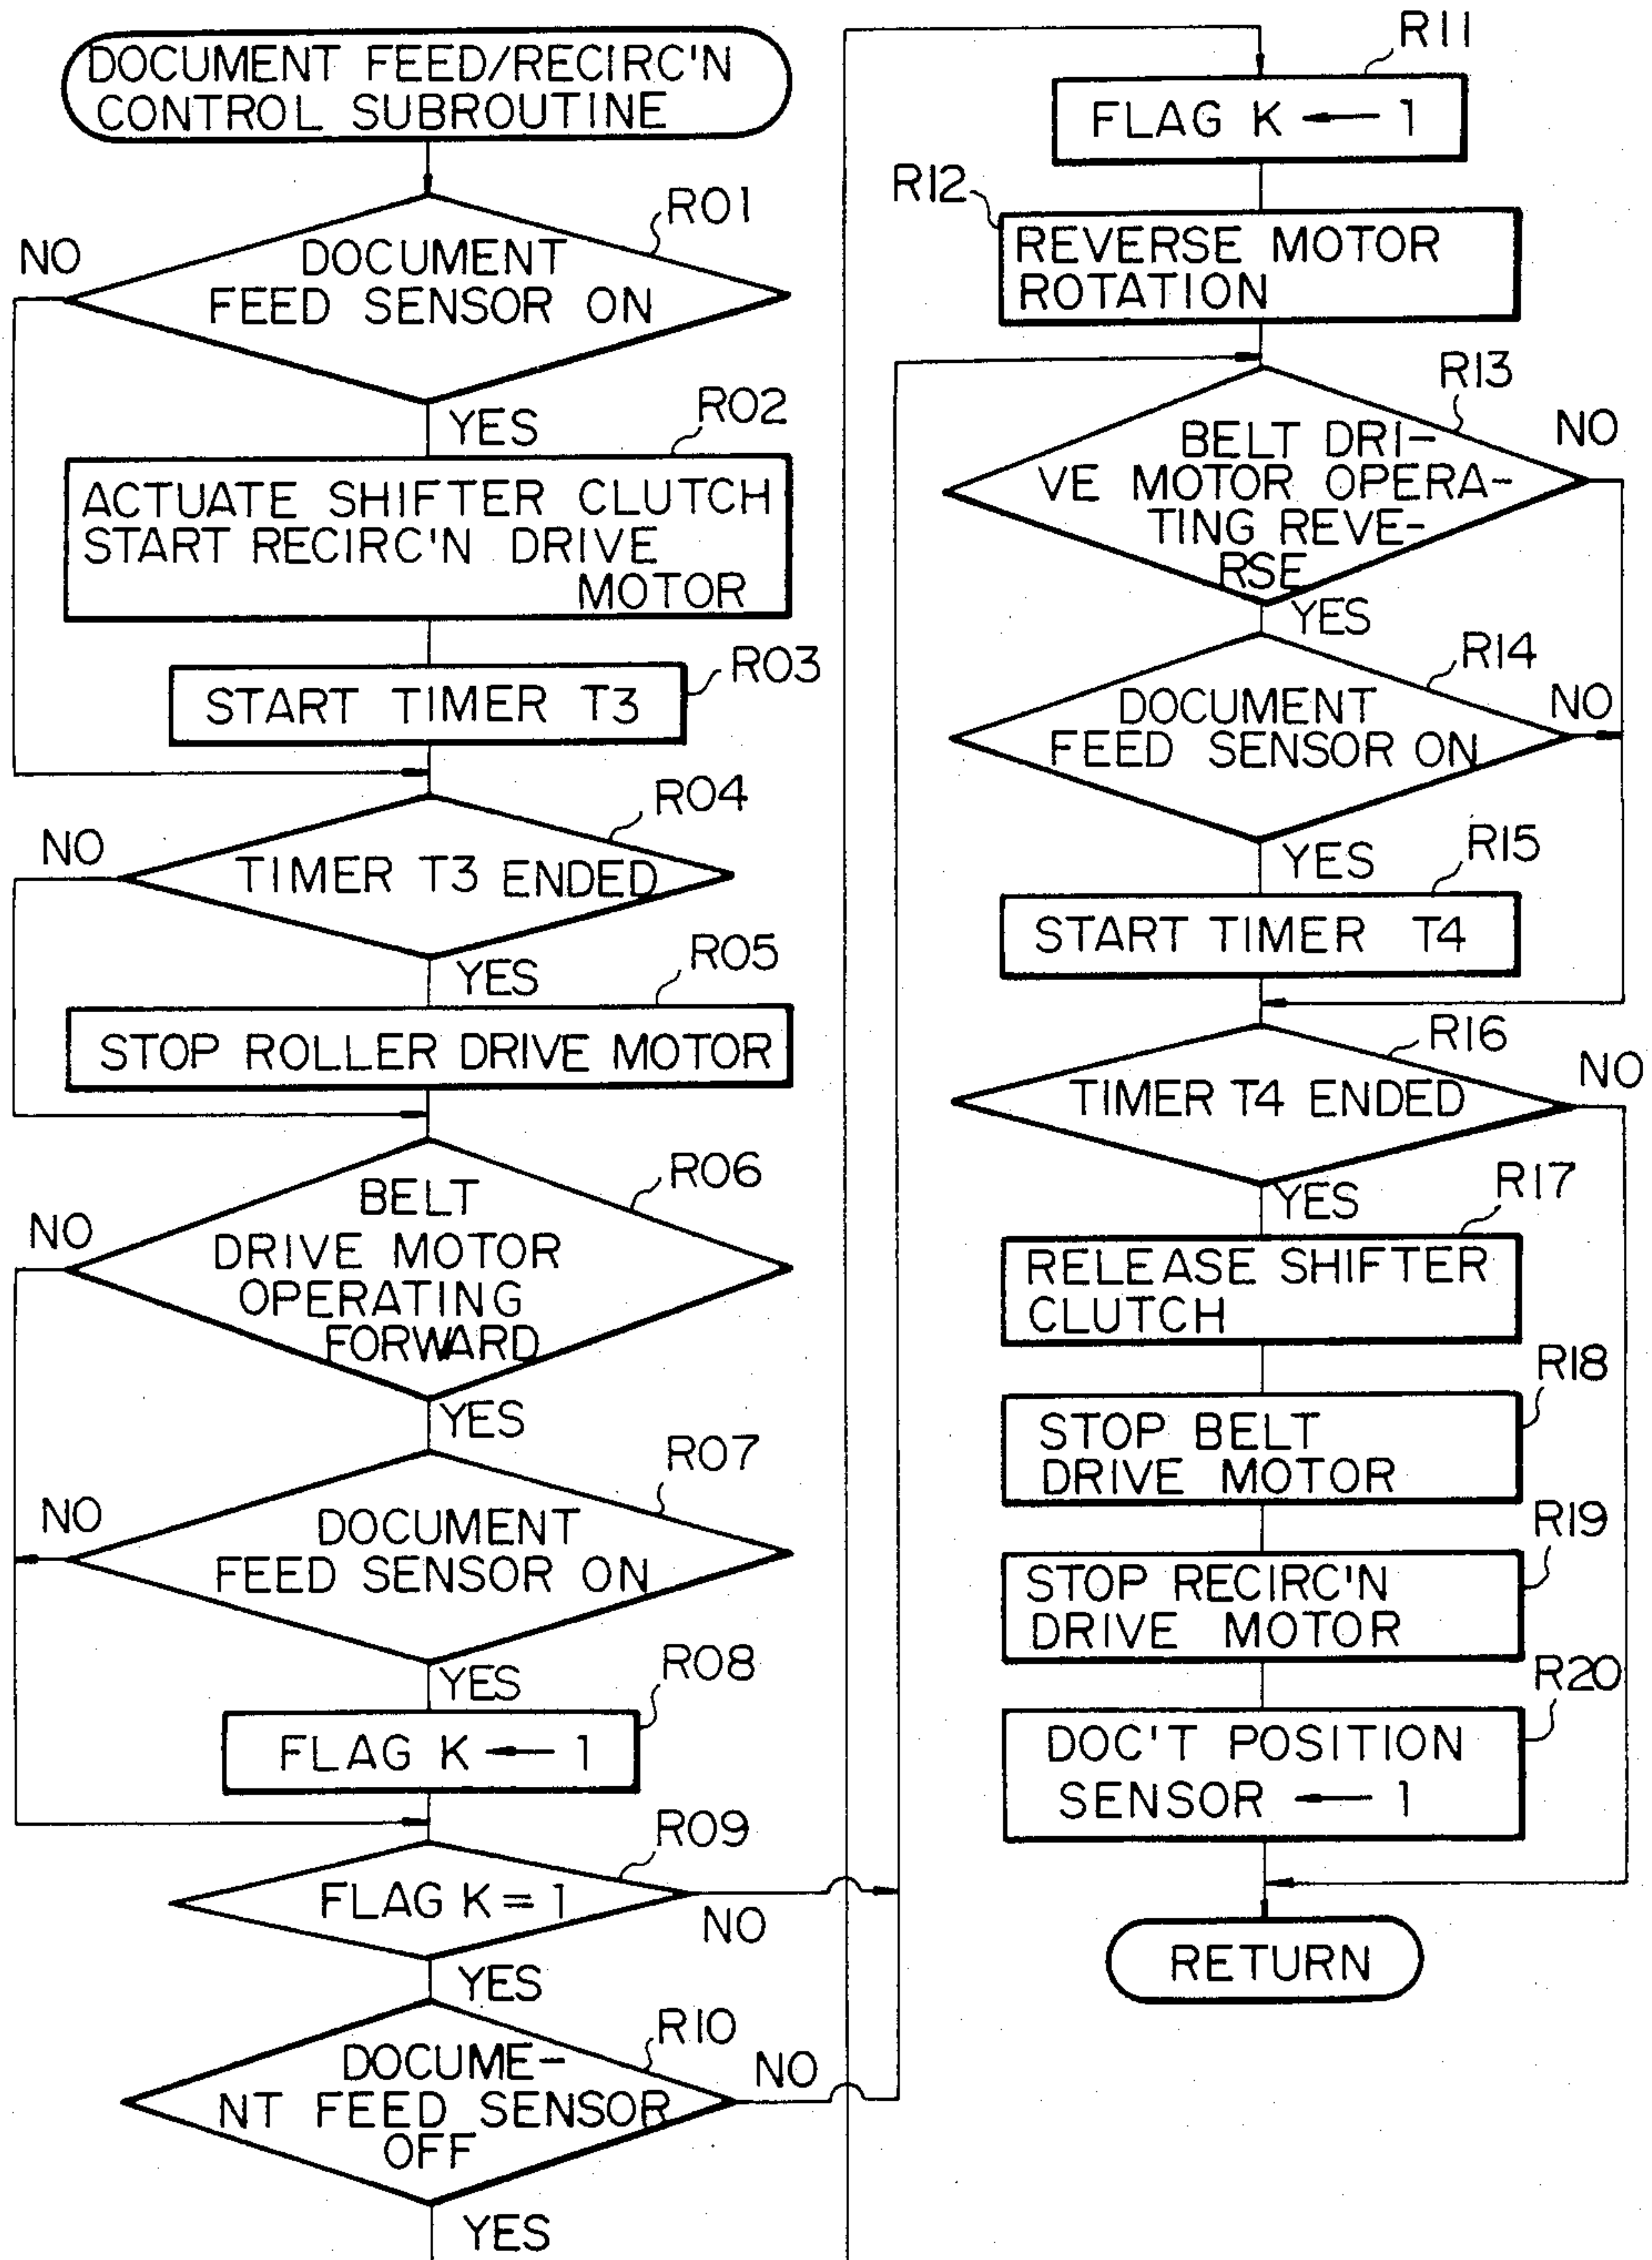 DOCUMENT FEED/RECIRC'N
CONTROL SUBROUTINE
R01
NO
DOCUMENT
FEED SENSOR ON
YES
R02
ACTUATE SHIFTER CLUTCH
START RECIRC'N DRIVE
MOTOR
R03
START TIMER T3
R04
NO
TIMER T3 ENDED
YES
R05
STOP ROLLER DRIVE MOTOR
R06
NO
BELT
DRIVE MOTOR
OPERATING
FORWARD
YES
R07
NO
DOCUMENT
FEED SENSOR ON
YES
R08
FLAG K ← 1
R09
FLAG K = 1
NO
YES
R10
DOCUME-
NT FEED SENSOR
OFF
NO
YES
R11
FLAG K ← 1
R12
REVERSE MOTOR
ROTATION
R13
NO
BELT DRI-
VE MOTOR OPERA-
TING REVE-
RSE
YES
R14
NO
DOCUMENT
FEED SENSOR ON
YES
R15
START TIMER T4
R16
NO
TIMER T4 ENDED
YES
R17
RELEASE SHIFTER
CLUTCH
R18
STOP BELT
DRIVE MOTOR
R19
STOP RECIRC'N
DRIVE MOTOR
R20
DOC'T POSITION
SENSOR ← 1
RETURN